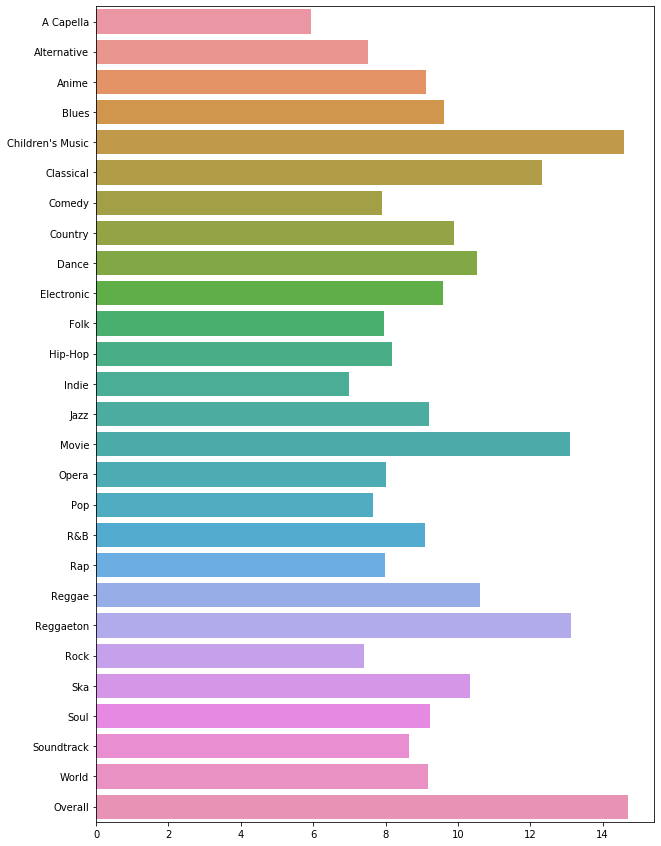 A Capella
Alternative
Anime
Blues
Children's Music
Classical
Comedy
Country
Dance
Electronic
Folk
Hip-Hop
Indie
Jazz
Movie
Opera
Pop
R&B
Rap
Reggae
Reggaeton
Rock
Ska
Soul
Soundtrack
World
Overall
0 2 4 6 8 10 12 14